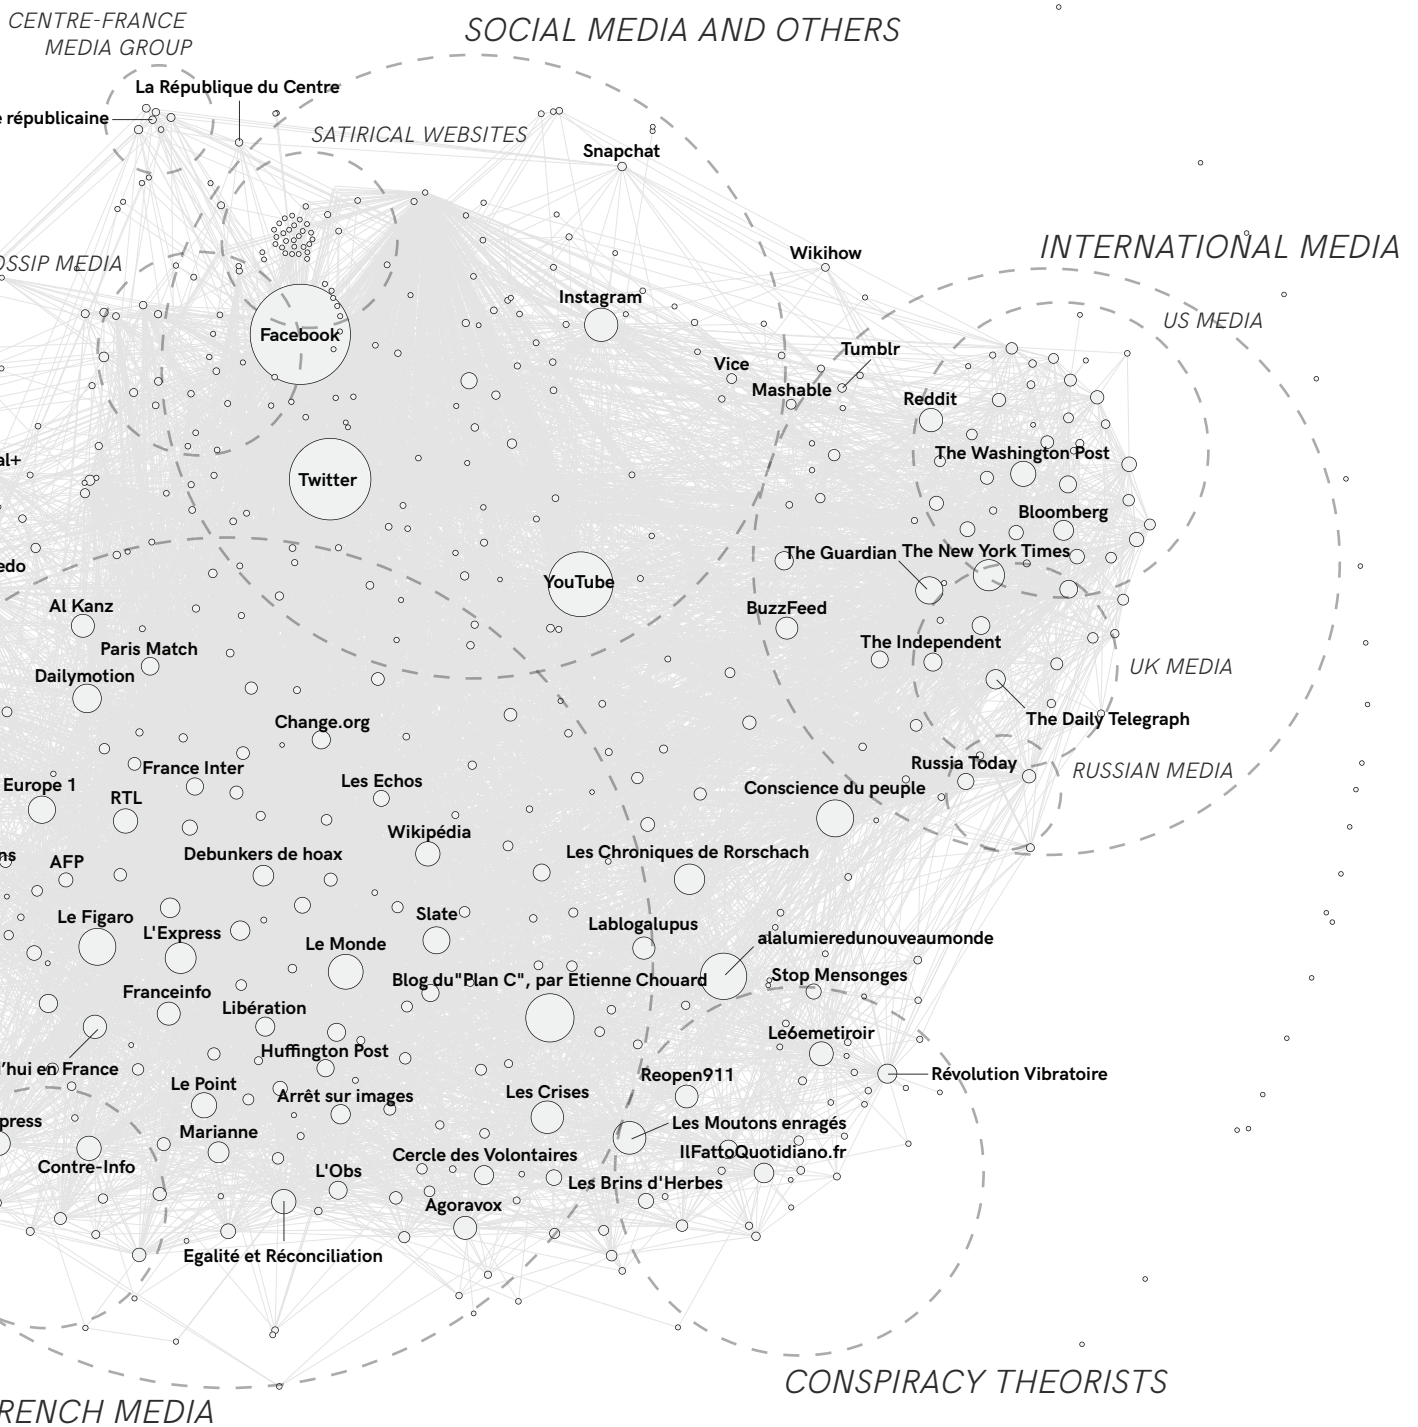 CENTRE-FRANCE
MEDIA GROUP
SOCIAL MEDIA AND OTHERS
La République du Centre
républicaine
SATIRICAL WEBSITES
Snapchat
INTERNATIONAL MEDIA
Wikihow
OSSIP MEDIA
Instagram
US MEDIA
Facebook
Tumblr
Vice
Mashable
Reddit
The Washington Post
al+
Twitter
Bloomberg
The Guardian
The New York Times
edo
YouTube
Al Kanz
BuzzFeed
Paris Match
The Independent
UK MEDIA
Dailymotion
Change.org
The Daily Telegraph
France Inter
Russia Today
RUSSIAN MEDIA
Europe 1
Les Echos
Conscience du peuple
RTL
Wikipédia
ns
AFP
Debunkers de hoax
Les Chroniques de Rorschach
Le Figaro
L'Express
Slate
Lablogalupus
Le Monde
alalumieredunouveaumonde
Blog du"Plan C", par Etienne Chouard
Stop Mensonges
Franceinfo
Libération
Le6emetiroir
Huffington Post
l'hui en France
Reopen911
Révolution Vibratoire
Le Point
Arrêt sur images
Les Crises
press
Les Moutons enragés
Marianne
IlFattoQuotidiano.fr
Contre-Info
Cercle des Volontaires
L'Obs
Les Brins d'Herbes
Agoravox
Egalité et Réconciliation
CONSPIRACY THEORISTS
RENCH MEDIA